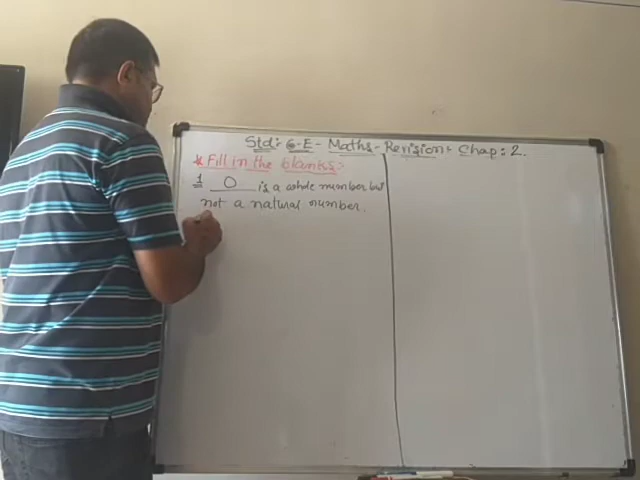 Std: 6-E - Maths - Revision: Chap: 2.
* Fill in the blanks:
1 0 is a whole number but
not a natural number.